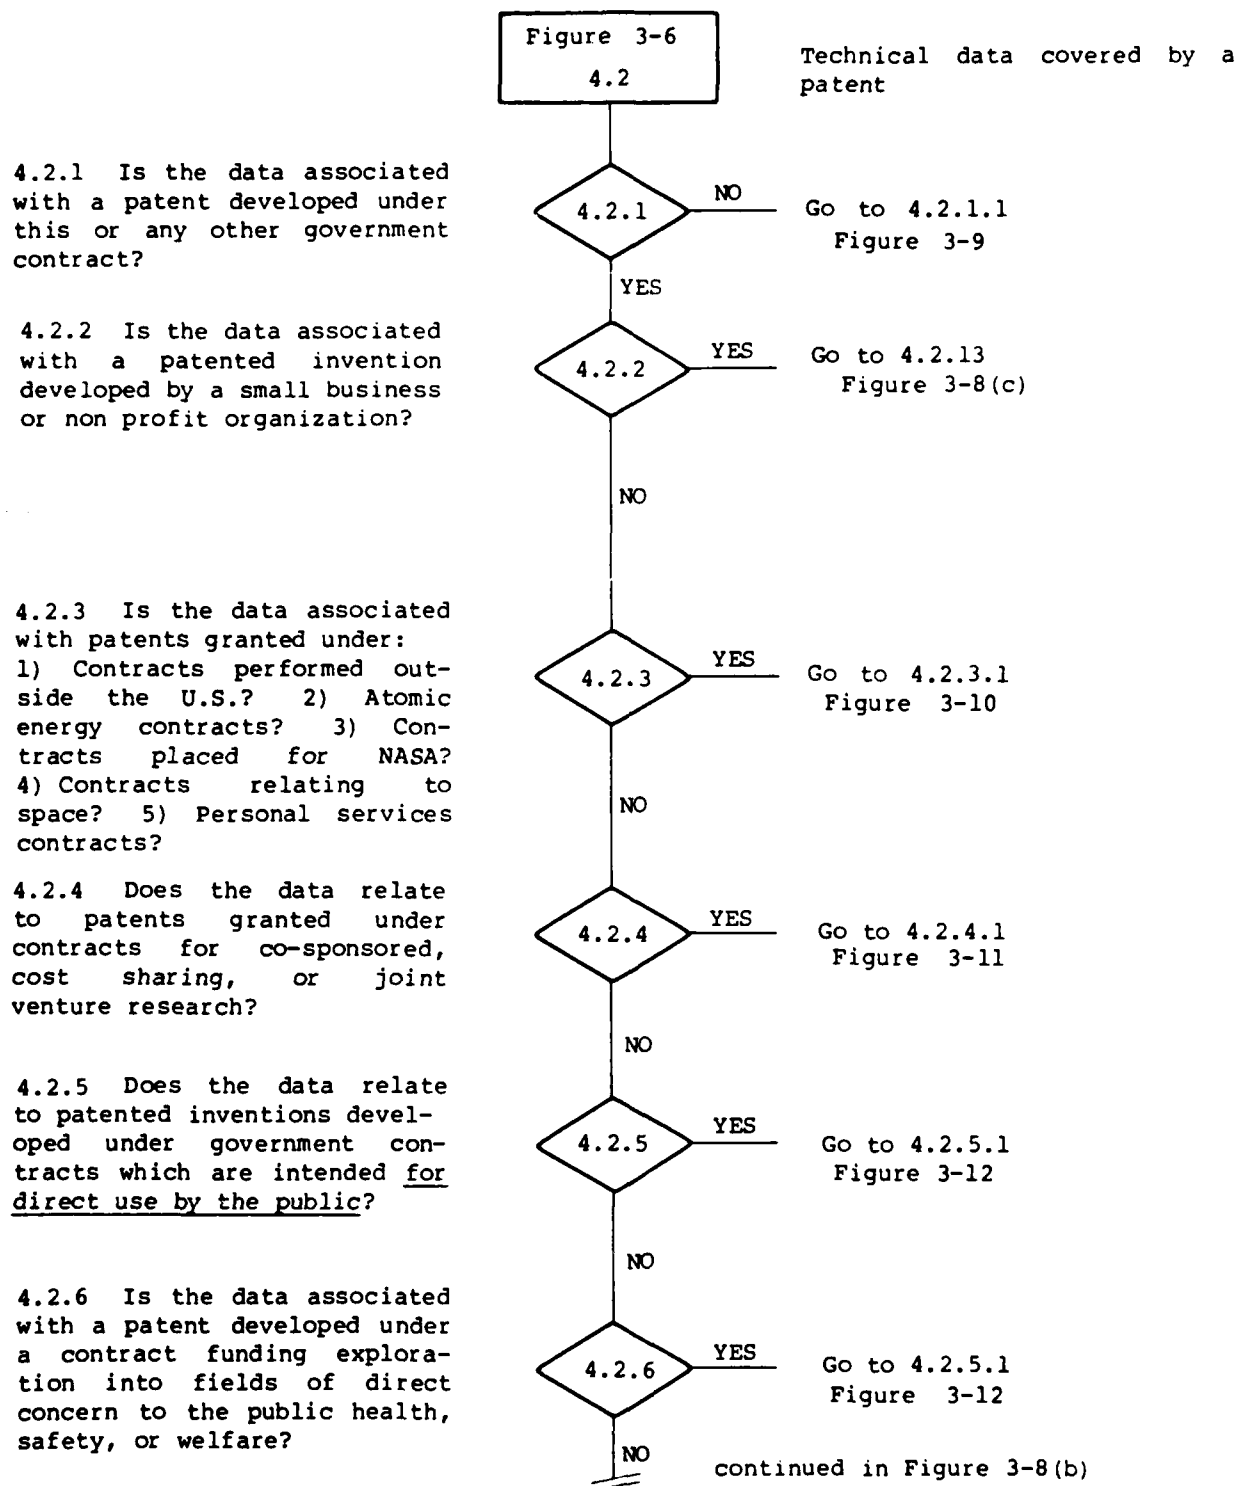 Figure 3-6
4.2
Technical data covered by a
patent
4.2.1 Is the data associated
with a patent developed under
this or any other government
contract?
4.2.1
NO
Go to 4.2.1.1
Figure 3-9
YES
4.2.2 Is the data associated
with a patented invention
developed by a small business
or non profit organization?
4.2.2
YES
Go to 4.2.13
Figure 3-8(c)
NO
4.2.3 Is the data associated
with patents granted under:
1) Contracts performed out-
side the U.S.? 2) Atomic
energy contracts? 3) Con-
tracts placed for NASA?
4) Contracts relating to
space? 5) Personal services
contracts?
4.2.3
YES
Go to 4.2.3.1
Figure 3-10
NO
4.2.4 Does the data relate
to patents granted under
contracts for co-sponsored,
cost sharing, or joint
venture research?
4.2.4
YES
Go to 4.2.4.1
Figure 3-11
NO
4.2.5 Does the data relate
to patented inventions devel-
oped under government con-
tracts which are intended for
direct use by the public?
4.2.5
YES
Go to 4.2.5.1
Figure 3-12
NO
4.2.6 Is the data associated
with a patent developed under
a contract funding explora-
tion into fields of direct
concern to the public health,
safety, or welfare?
4.2.6
YES
Go to 4.2.5.1
Figure 3-12
NO
continued in Figure 3-8(b)